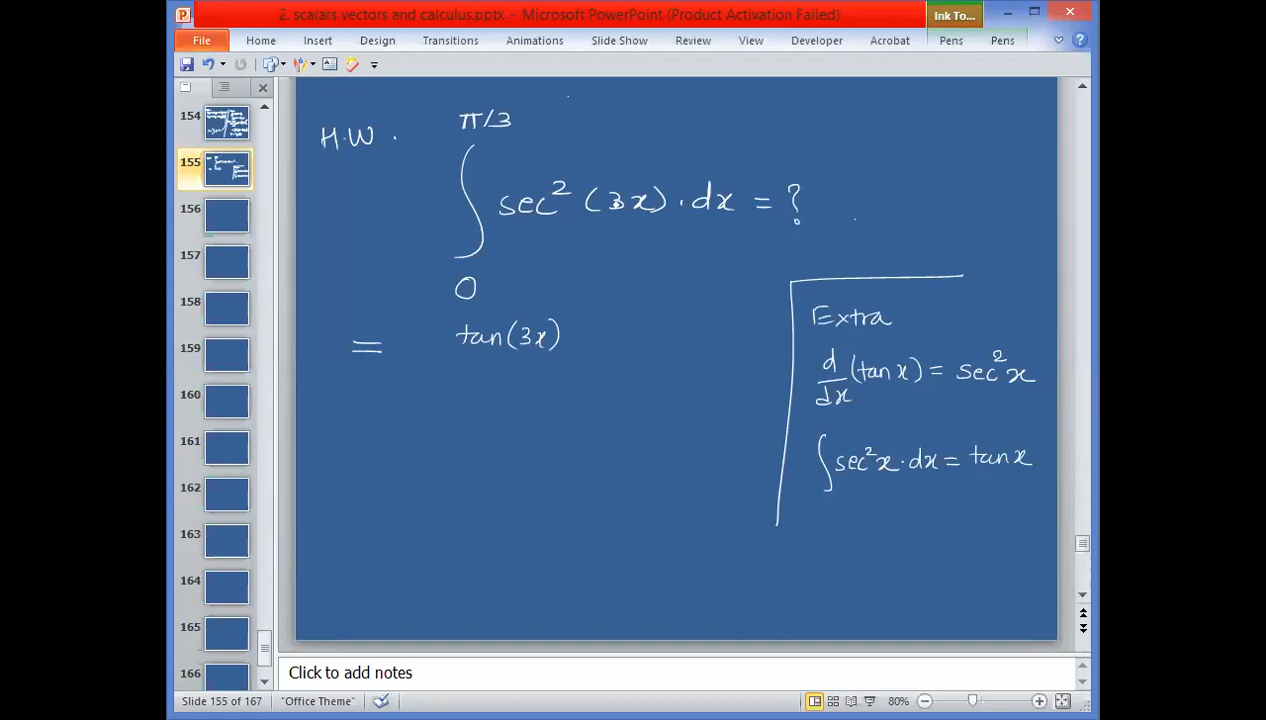 2. scalars vectors and calculus.pptx - Microsoft PowerPoint (Product Activation Failed)
Ink To...
File Home Insert Design Transitions Animations Slide Show Review View Developer Acrobat Pens Pens
154
155
156
157
158
159
160
161
162
163
164
165
166
H.W.
π/3
∫ sec² (3x) · dx = ?
0
= tan(3x)
Extra
d/dx (tan x) = sec² x
∫ sec² x · dx = tan x
Click to add notes
Slide 155 of 167 "Office Theme" 80%